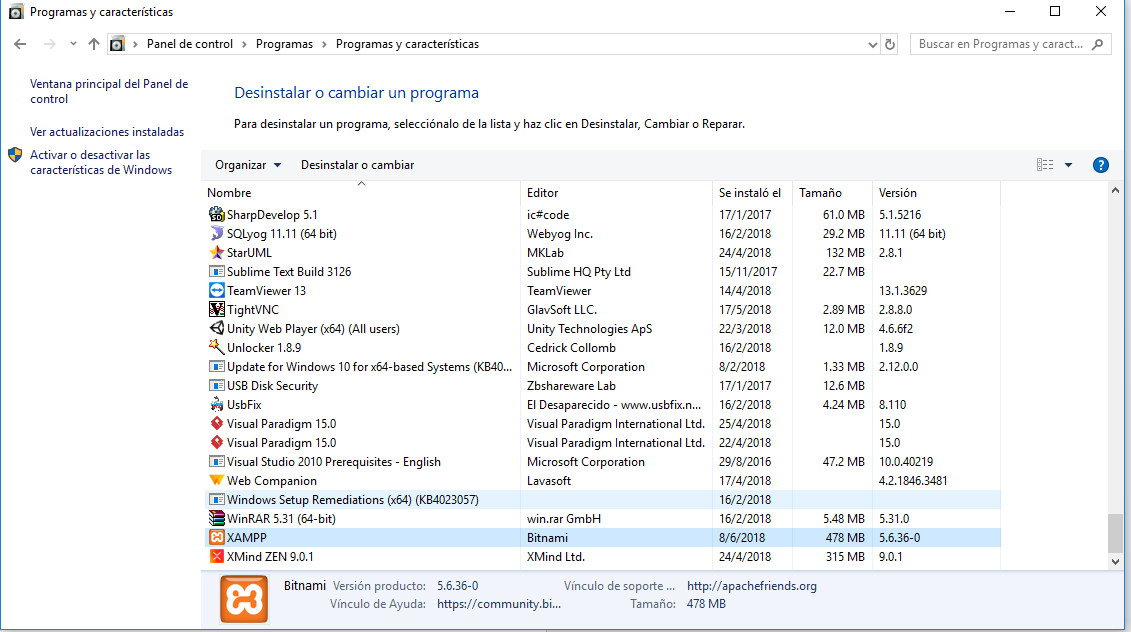 Programas y características
Panel de control > Programas > Programas y características
Buscar en Programas y caract...
Ventana principal del Panel de control
Ver actualizaciones instaladas
Activar o desactivar las características de Windows
Desinstalar o cambiar un programa
Para desinstalar un programa, selecciónalo de la lista y haz clic en Desinstalar, Cambiar o Reparar.
Organizar Desinstalar o cambiar ?
Nombre Editor Se instaló el Tamaño Versión
SharpDevelop 5.1 ic#code 17/1/2017 61.0 MB 5.1.5216
SQLyog 11.11 (64 bit) Webyog Inc. 16/2/2018 29.2 MB 11.11 (64 bit)
StarUML MKLab 24/4/2018 132 MB 2.8.1
Sublime Text Build 3126 Sublime HQ Pty Ltd 15/11/2017 22.7 MB
TeamViewer 13 TeamViewer 14/4/2018 13.1.3629
TightVNC GlavSoft LLC. 17/5/2018 2.89 MB 2.8.8.0
Unity Web Player (x64) (All users) Unity Technologies ApS 22/3/2018 12.0 MB 4.6.6f2
Unlocker 1.8.9 Cedrick Collomb 16/2/2018 1.8.9
Update for Windows 10 for x64-based Systems (KB40... Microsoft Corporation 8/2/2018 1.33 MB 2.12.0.0
USB Disk Security Zbshareware Lab 17/1/2017 12.6 MB
UsbFix El Desaparecido - www.usbfix.n... 16/2/2018 4.24 MB 8.110
Visual Paradigm 15.0 Visual Paradigm International Ltd. 25/4/2018 15.0
Visual Paradigm 15.0 Visual Paradigm International Ltd. 22/4/2018 15.0
Visual Studio 2010 Prerequisites - English Microsoft Corporation 29/8/2016 47.2 MB 10.0.40219
Web Companion Lavasoft 17/4/2018 4.2.1846.3481
Windows Setup Remediations (x64) (KB4023057) 16/2/2018
WinRAR 5.31 (64-bit) win.rar GmbH 16/2/2018 5.48 MB 5.31.0
XAMPP Bitnami 8/6/2018 478 MB 5.6.36-0
XMind ZEN 9.0.1 XMind Ltd. 24/4/2018 315 MB 9.0.1
Bitnami Versión producto: 5.6.36-0 Vínculo de soporte ... http://apachefriends.org
Vínculo de Ayuda: https://community.bi... Tamaño: 478 MB